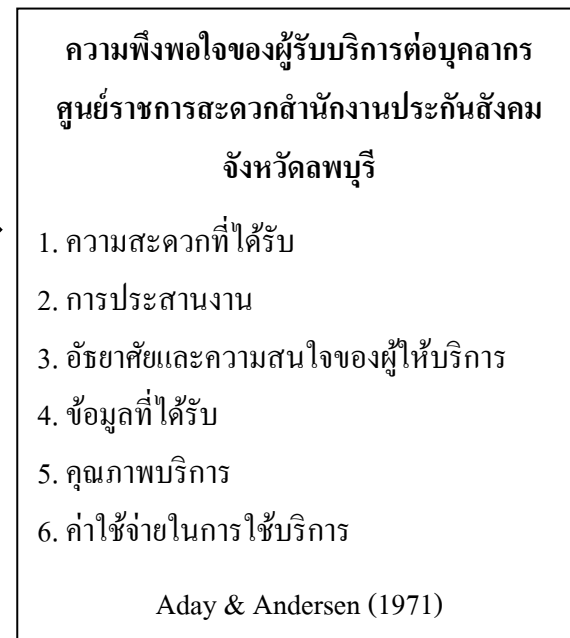 ความพึงพอใจของผู้รับบริการต่อบุคลากร
ศูนย์ราชการสะดวกสำนักงานประกันสังคม
จังหวัดลพบุรี
1. ความสะดวกที่ได้รับ
2. การประสานงาน
3. อัธยาศัยและความสนใจของผู้ให้บริการ
4. ข้อมูลที่ได้รับ
5. คุณภาพบริการ
6. ค่าใช้จ่ายในการใช้บริการ
Aday & Andersen (1971)